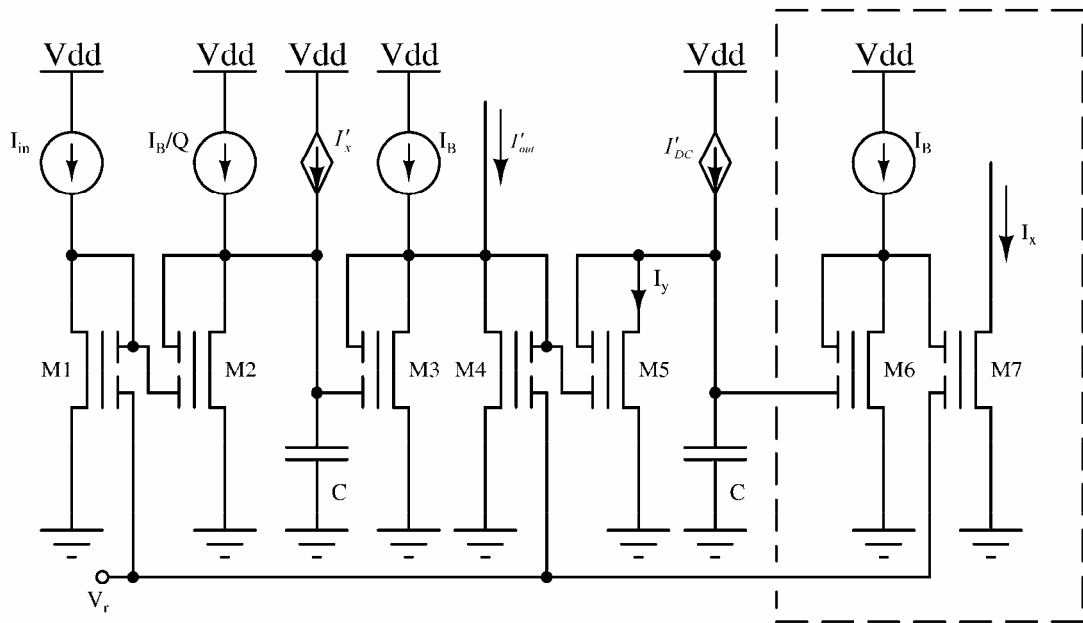 Vdd Vdd Vdd Vdd Vdd Vdd
I_in I_B/Q I'_x I_B I'_out I'_DC I_B
I_x
I_y
M1 M2 M3 M4 M5 M6 M7
C C
V_r